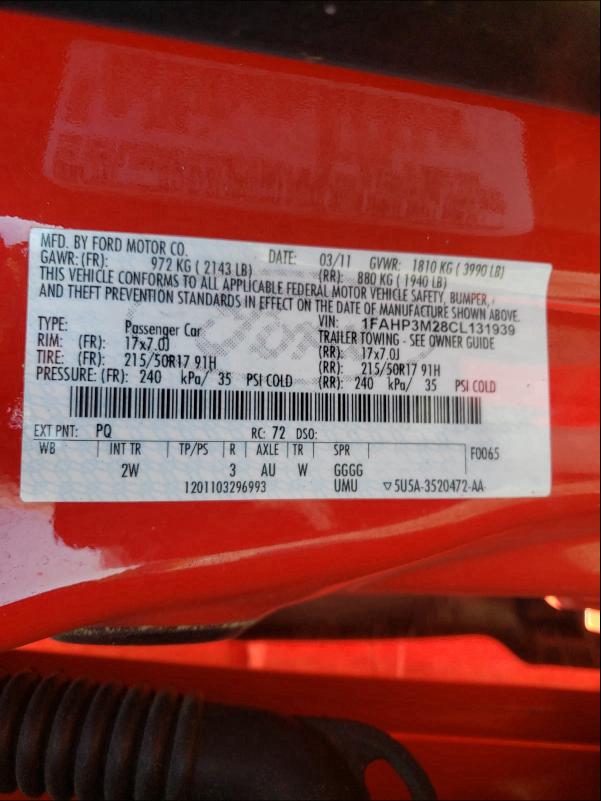 MFD. BY FORD MOTOR CO. DATE: 03/11 GVWR: 1810 KG ( 3990 LB)
GAWR: (FR): 972 KG ( 2143 LB) (RR): 880 KG ( 1940 LB)
THIS VEHICLE CONFORMS TO ALL APPLICABLE FEDERAL MOTOR VEHICLE SAFETY, BUMPER,
AND THEFT PREVENTION STANDARDS IN EFFECT ON THE DATE OF MANUFACTURE SHOWN ABOVE.
VIN: 1FAHP3M28CL131939
TYPE: Passenger Car TRAILER TOWING - SEE OWNER GUIDE
RIM: (FR): 17x7.0J (RR): 17x7.0J
TIRE: (FR): 215/50R17 91H (RR): 215/50R17 91H
PRESSURE: (FR): 240 kPa/ 35 PSI COLD (RR): 240 kPa/ 35 PSI COLD
EXT PNT: PQ RC: 72 DSO:
WB INT TR TP/PS R AXLE TR SPR F0065
2W 3 AU W GGGG
1201103296993 UMU ▽5U5A-3520472-AA
Ford